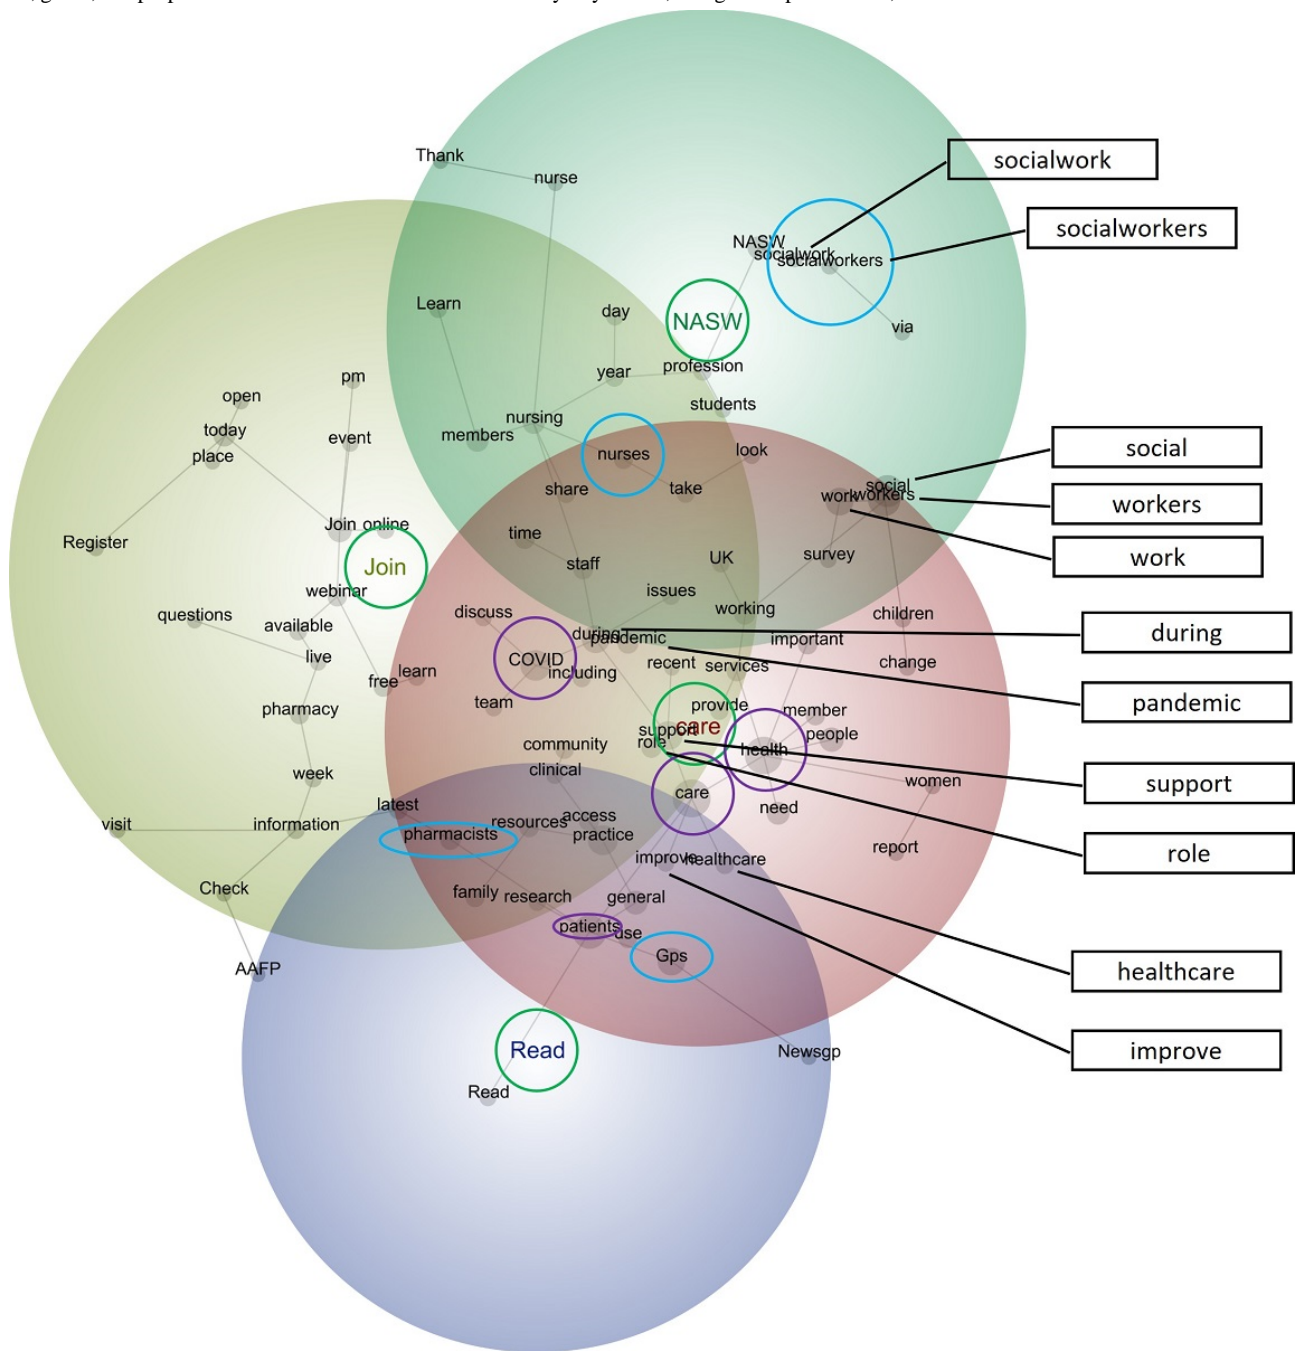 Thank
socialwork
nurse
socialworkers
NASW
socialwork
socialworkers
Learn
day
NASW
via
year
profession
pm
open
students
nursing
today
event
members
look
social
place
nurses
share
take
social
work
workers
workers
Join online
time
Register
work
staff
UK
survey
Join
webinar
issues
discuss
working
children
questions
available
during
during
pandemic
important
live
COVID
recent
services
change
learn
including
free
team
provide
member
pandemic
pharmacy
care
support
people
role
community
health
clinical
week
women
support
care
latest
need
visit
information
resources
access
pharmacists
practice
report
role
improve
healthcare
Check
family
research
general
patients
use
Gps
AAFP
healthcare
Read
Newsgp
improve
Read